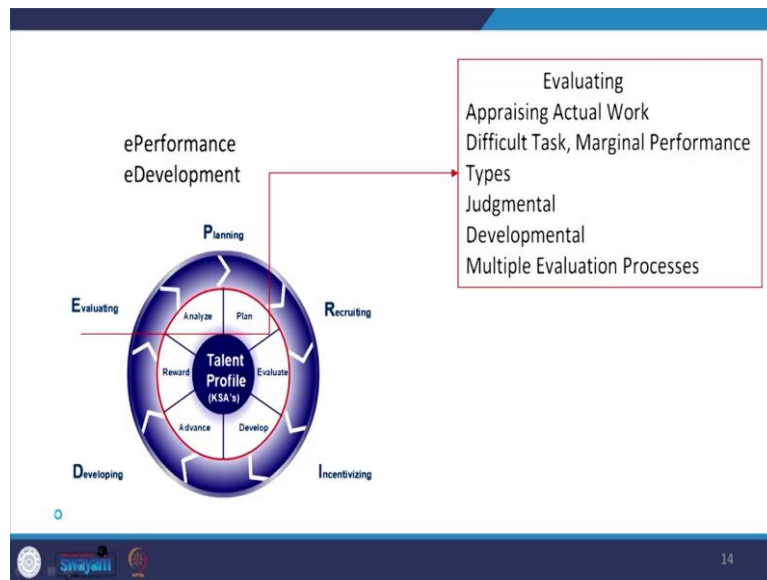 Evaluating
Appraising Actual Work
Difficult Task, Marginal Performance
Types
Judgmental
Developmental
Multiple Evaluation Processes
ePerformance
eDevelopment
Planning
Evaluating
Recruiting
Analyze
Plan
Reward
Talent
Profile
(KSA's)
Evaluate
Advance
Develop
Developing
Incentivizing
swayam
14